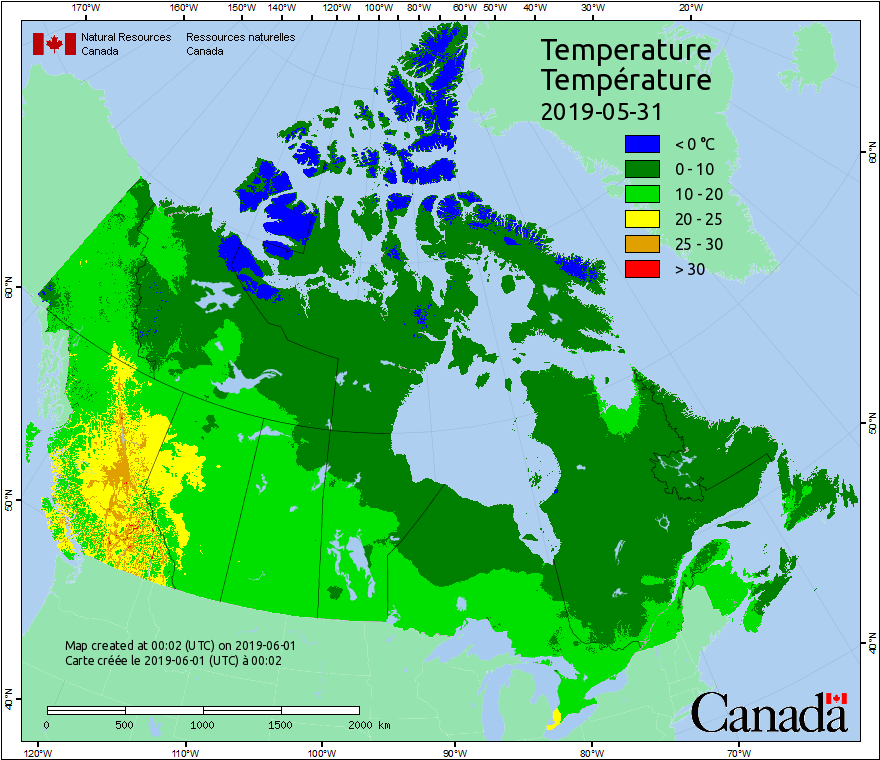 170°W 160°W 150°W 140°W 130°W 120°W 110°W 100°W 80°W 60°W 50°W 40°W 30°W 20°W
Natural Resources Ressources naturelles
Canada Canada
Temperature
Température
2019-05-31
< 0 °C
0 - 10
10 - 20
20 - 25
25 - 30
> 30
60°N
50°N
40°N
60°N
50°N
40°N
Map created at 00:02 (UTC) on 2019-06-01
Carte créée le 2019-06-01 (UTC) à 00:02
0 500 1000 1500 2000 km
Canada
120°W 110°W 100°W 90°W 80°W 70°W